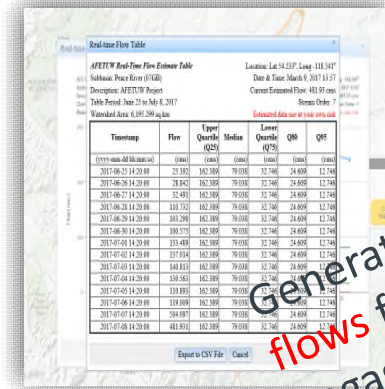 Real-time Flow Table
AFETUW Real-Time Flow Estimate Table
Location: Lat 54.233°, Long -118.341°
Subbasin: Peace River (07GB)
Date & Time: March 9, 2017 13:57
Description: AFETUW Project
Current Estimated Flow: 481.93 cms
Table Period: June 25 to July 8, 2017
Stream Order: 7
Watershed Area: 6,193.299 sq.km
Estimated data use at your own risk
Timestamp Flow Upper Quartile (Q25) Median Lower Quartile (Q75) Q80 Q95
(yyyy-mm-dd hh:mm:ss) (cms) (cms) (cms) (cms) (cms) (cms)
2017-06-25 14:20:00 25.392 162.389 79.038 32.746 24.609 12.746
2017-06-26 14:20:00 28.842 162.389 79.038 32.746 24.609 12.746
2017-06-27 14:20:00 32.491 162.389 79.038 32.746 24.609 12.746
2017-06-28 14:20:00 110.732 162.389 79.038 32.746 24.609 12.746
2017-06-29 14:20:00 103.298 162.389 79.038 32.746 24.609 12.746
2017-06-30 14:20:00 100.575 162.389 79.038 32.746 24.609 12.746
2017-07-01 14:20:00 133.489 162.389 79.038 32.746 24.609 12.746
2017-07-02 14:20:00 137.014 162.389 79.038 32.746 24.609 12.746
2017-07-03 14:20:00 140.813 162.389 79.038 32.746 24.609 12.746
2017-07-04 14:20:00 130.563 162.389 79.038 32.746 24.609 12.746
2017-07-05 14:20:00 110.895 162.389 79.038 32.746
2017-07-06 14:20:00 119.009 162.389 79.038 32.746 24.609 12.746
2017-07-07 14:20:00 504.097 162.389 79.038 32.746 24.609 12.746
2017-07-08 14:20:00 481.931 162.389 79.038 32.746 24.609 12.746
Export to CSV File Cancel
flows